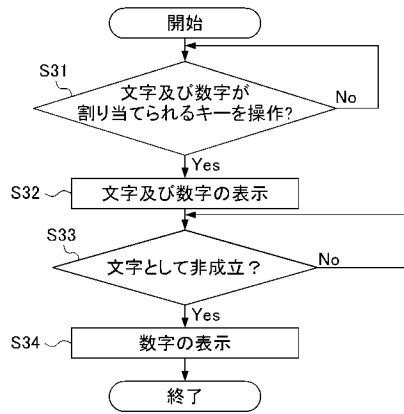 開始
S31
文字及び数字が
割り当てられるキーを操作?
No
Yes
S32
文字及び数字の表示
S33
文字として非成立?
No
Yes
S34
数字の表示
終了